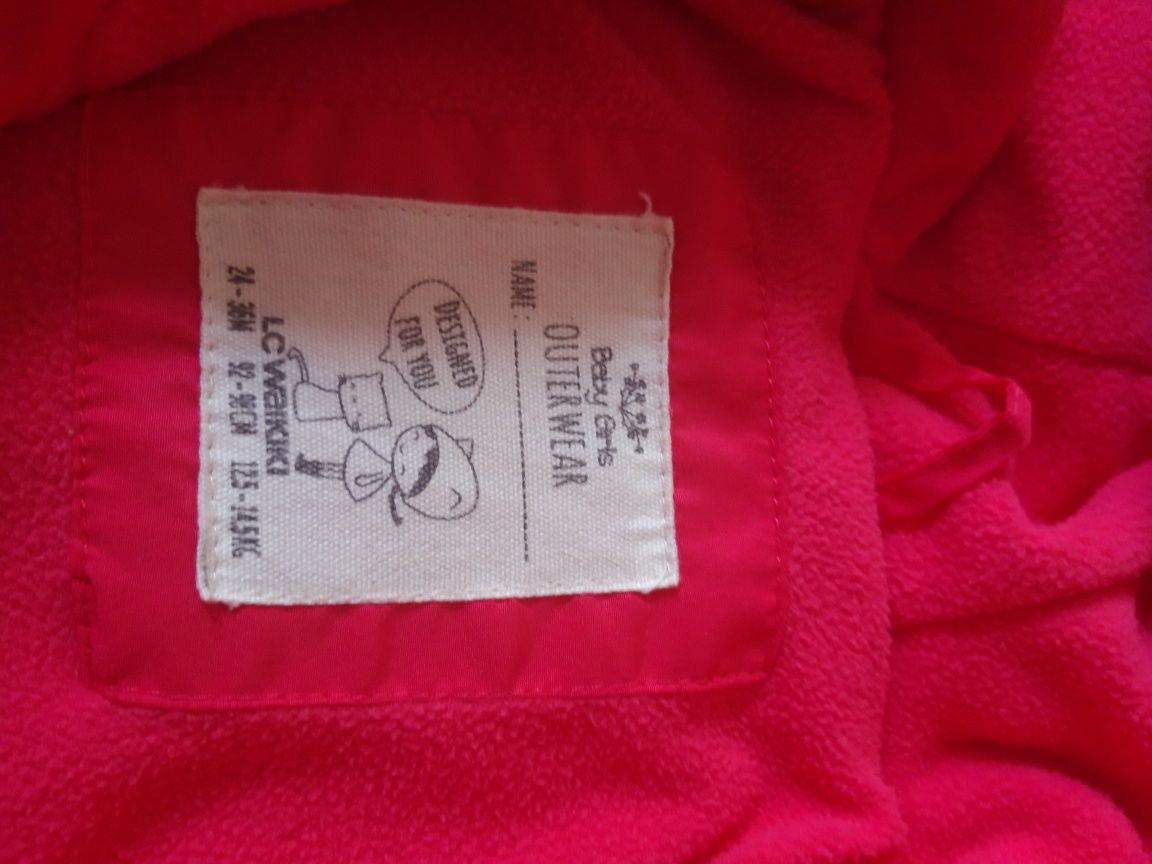 Baby Girls
OUTERWEAR
NAME:
DESIGNED
FOR YOU
LC WAIKIKI
24-36M 92-98CM 12,5-14,5KG